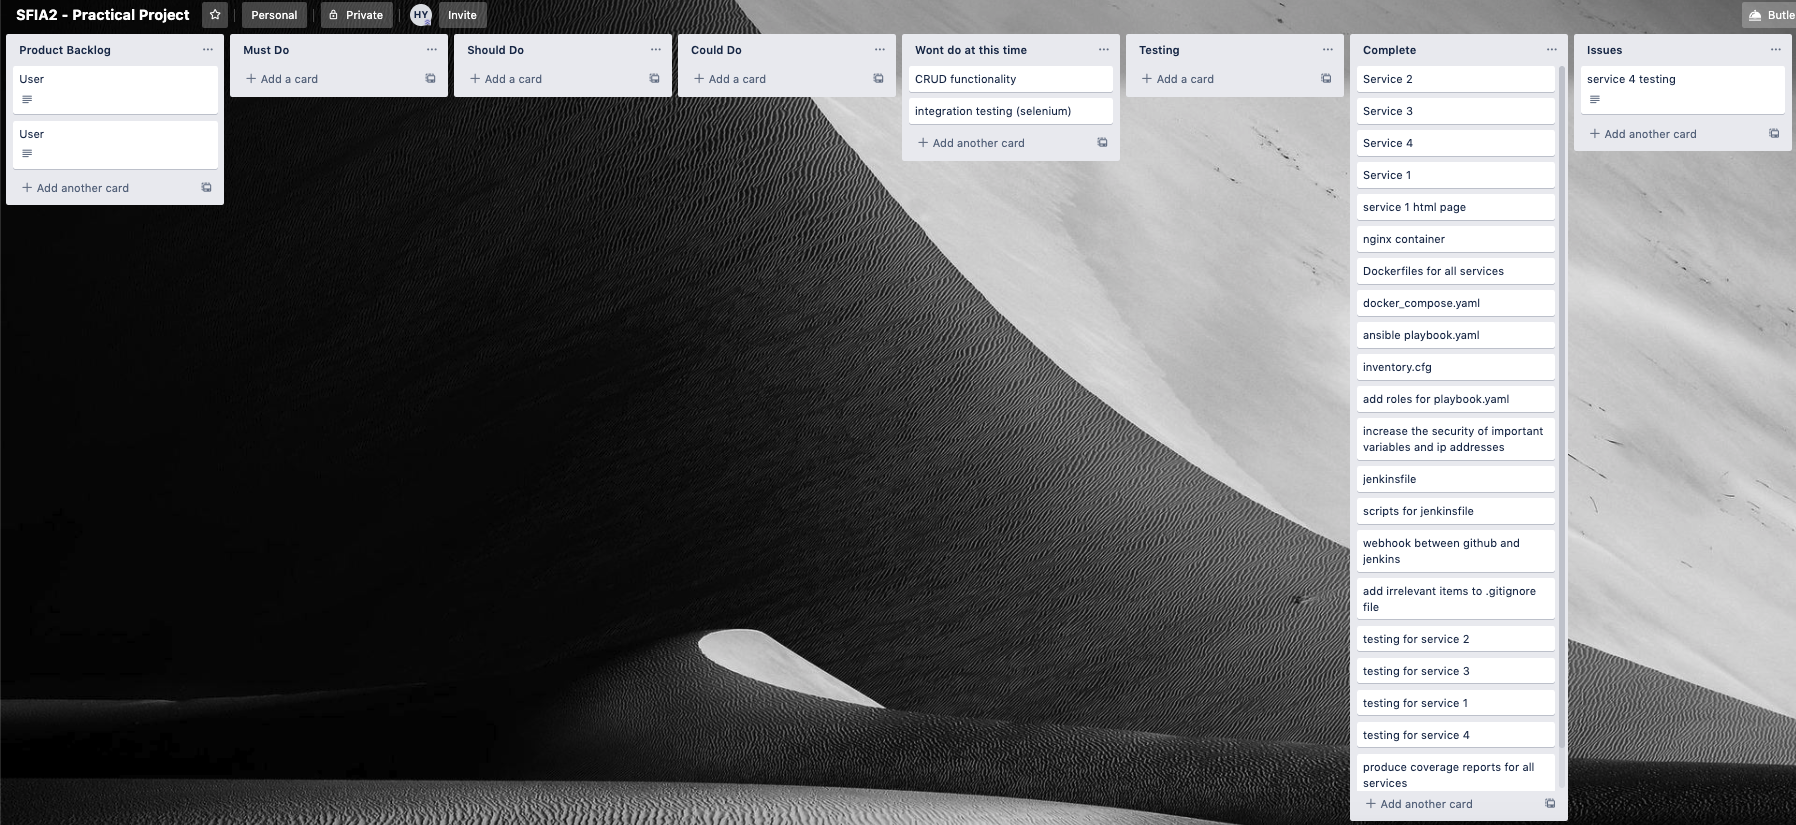 SFIA2 - Practical Project
Personal
Private
HY
Invite
Butle
Product Backlog
User
User
Add another card
Must Do
Add a card
Should Do
Add a card
Could Do
Add a card
Wont do at this time
CRUD functionality
integration testing (selenium)
Add another card
Testing
Add a card
Complete
Service 2
Service 3
Service 4
Service 1
service 1 html page
nginx container
Dockerfiles for all services
docker_compose.yaml
ansible playbook.yaml
inventory.cfg
add roles for playbook.yaml
increase the security of important
variables and ip addresses
jenkinsfile
scripts for jenkinsfile
webhook between github and
jenkins
add irrelevant items to .gitignore
file
testing for service 2
testing for service 3
testing for service 1
testing for service 4
produce coverage reports for all
services
Add another card
Issues
service 4 testing
Add another card